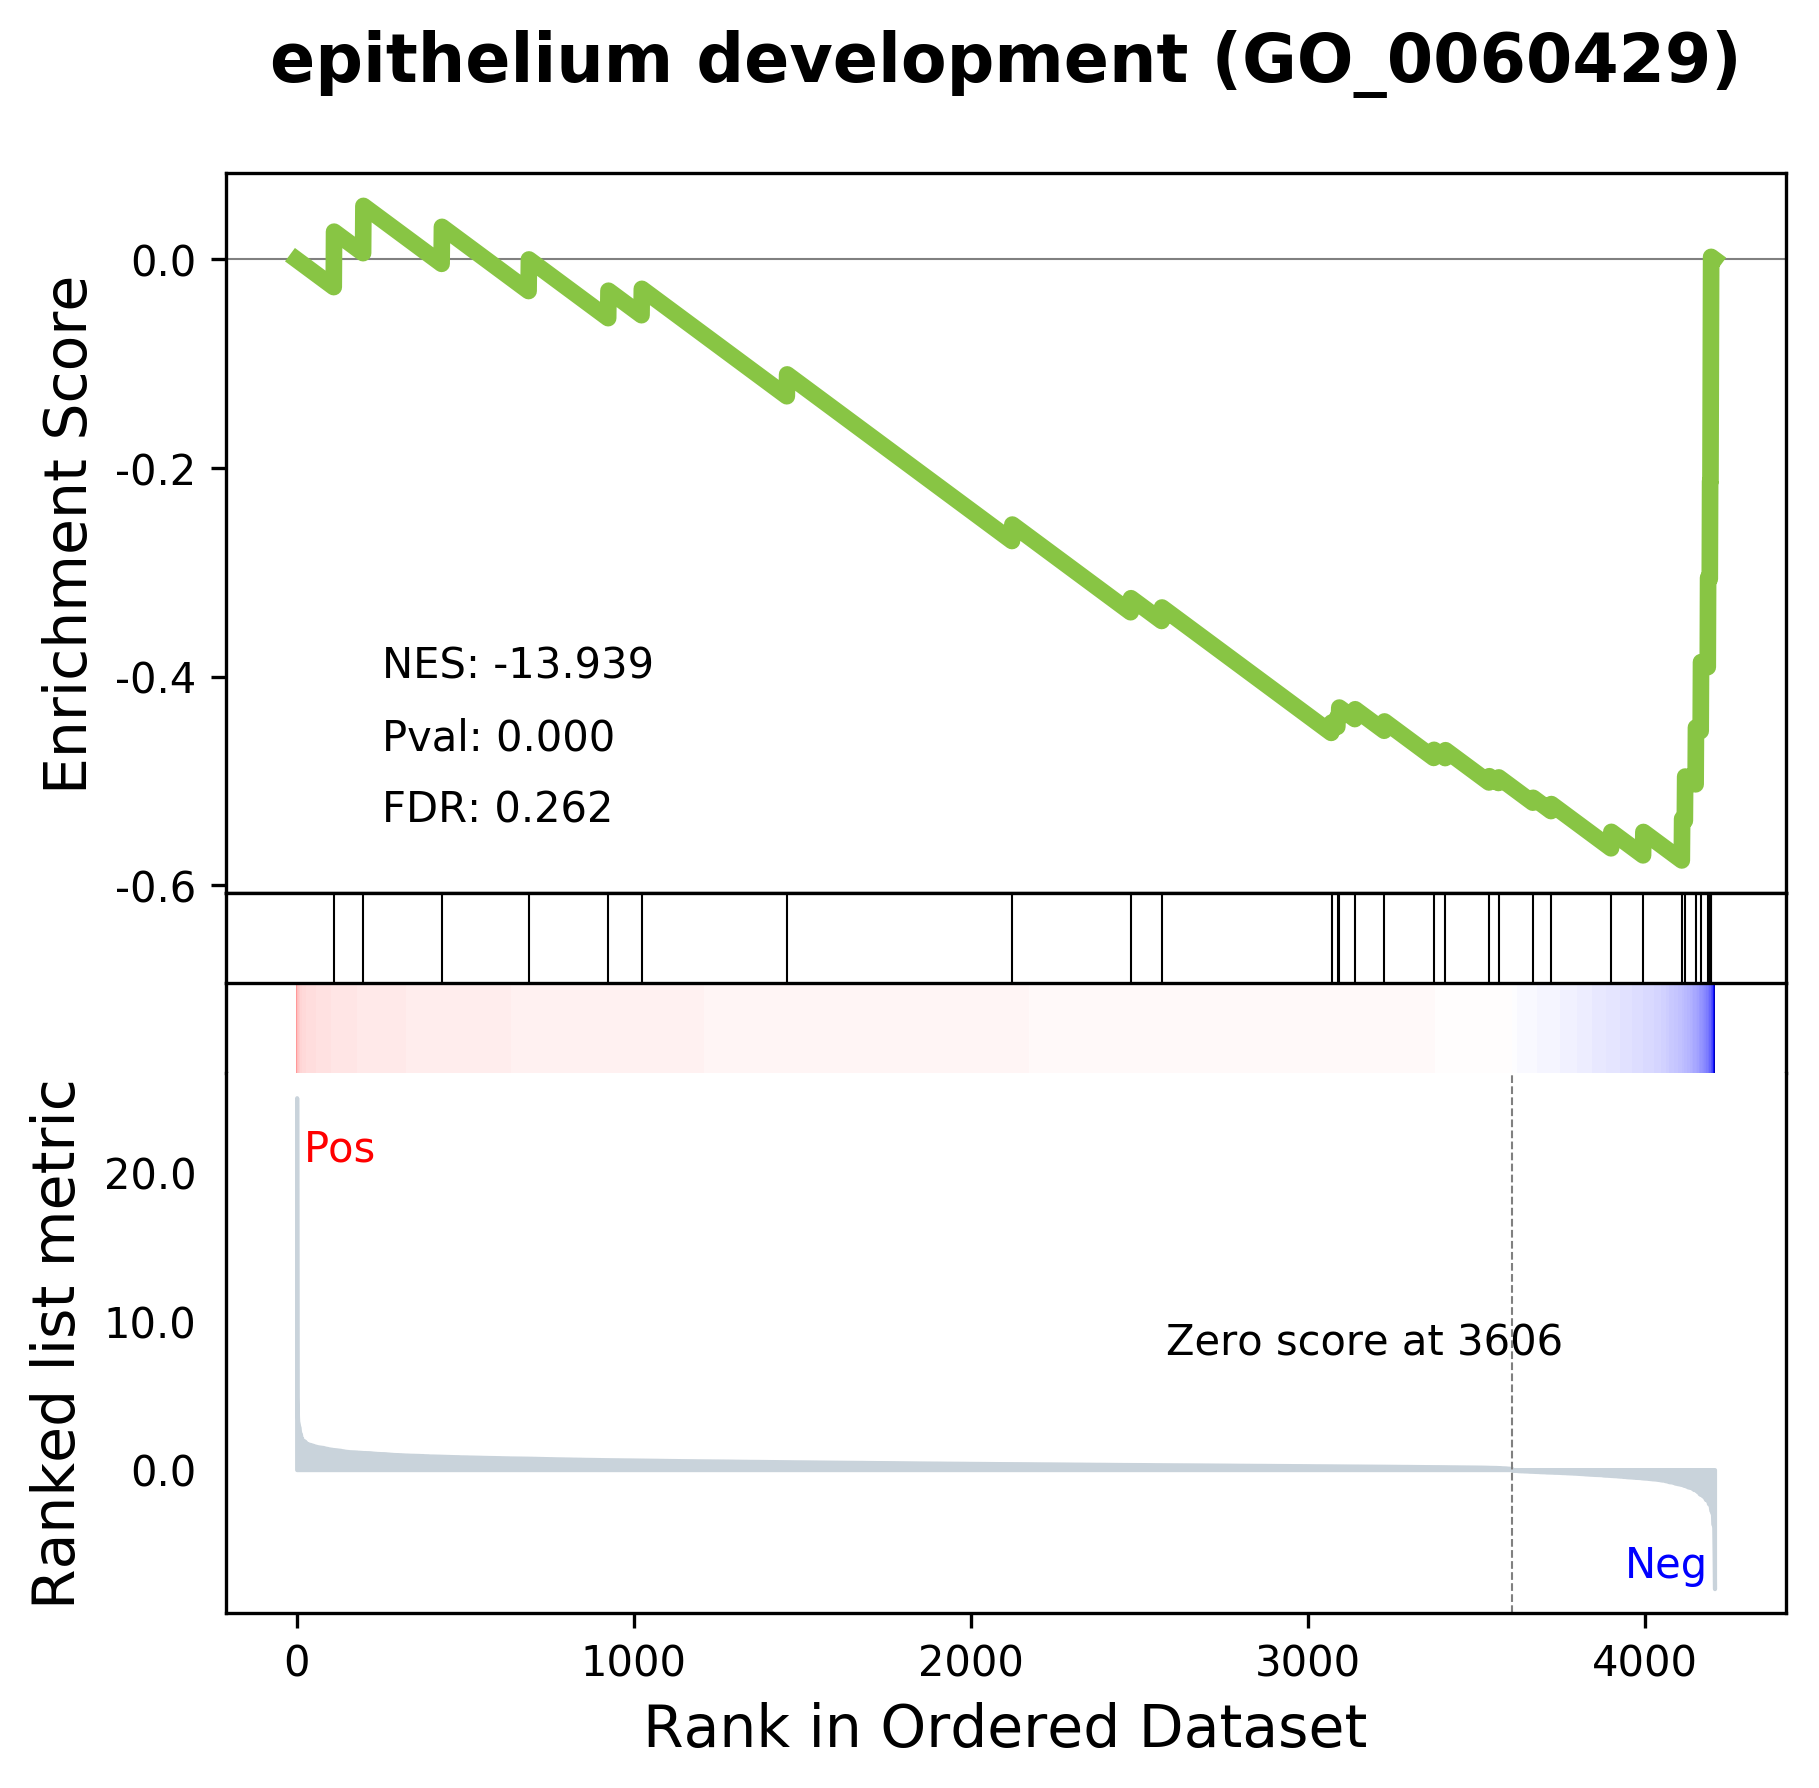 epithelium development (GO_0060429)
Enrichment Score
0.0
-0.2
-0.4
-0.6
NES: -13.939
Pval: 0.000
FDR: 0.262
Ranked list metric
20.0
10.0
0.0
Pos
Zero score at 3606
Neg
0 1000 2000 3000 4000
Rank in Ordered Dataset